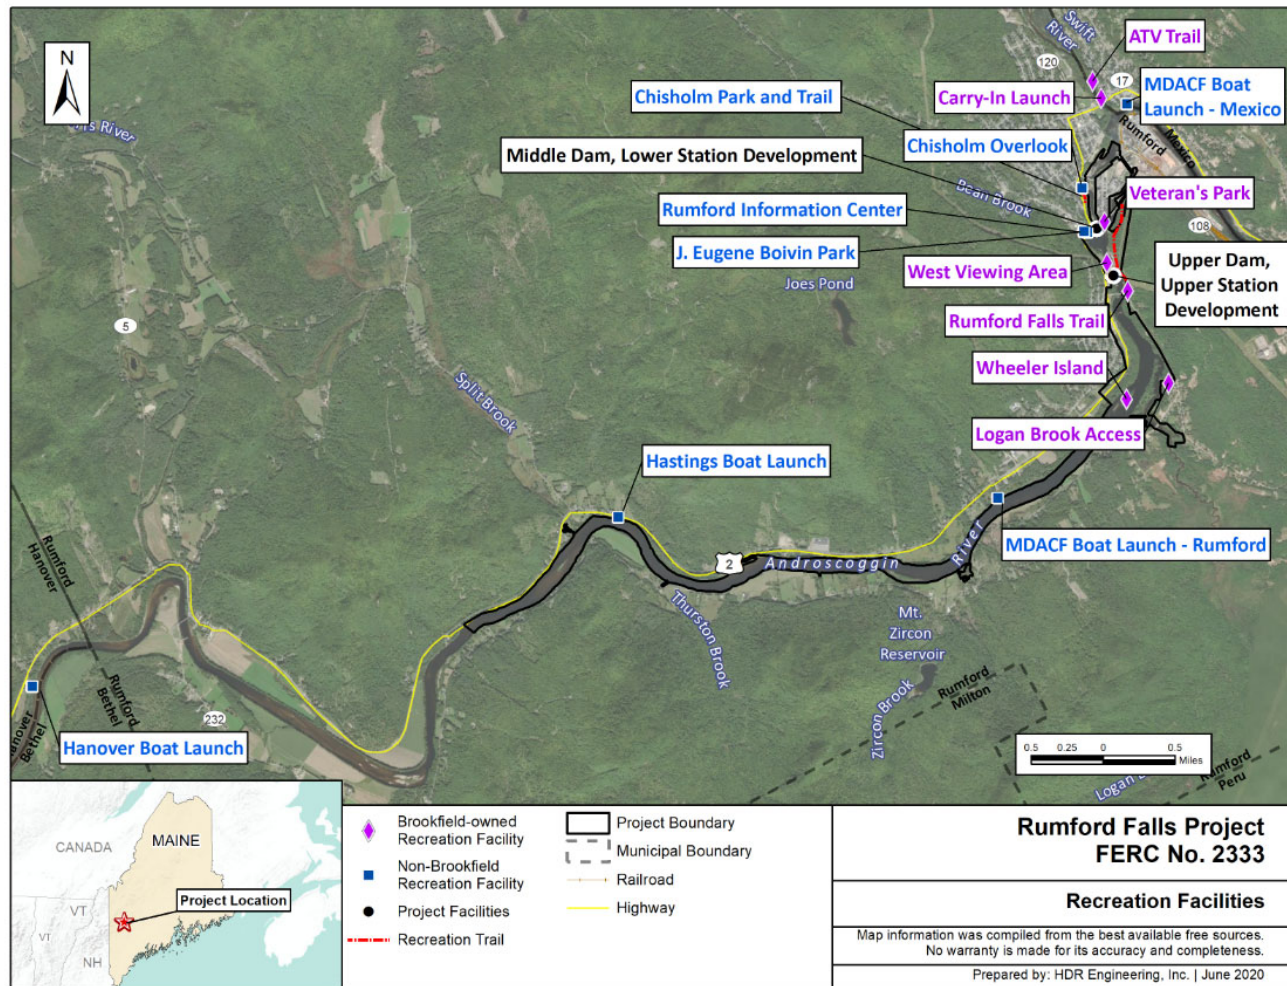 N
Swift
River
ATV Trail
120
17
Chisholm Park and Trail
Carry-In Launch
MDACF Boat
Launch - Mexico
Rumford
Mexico
Chisholm Overlook
Middle Dam, Lower Station Development
Bean Brook
Veteran's Park
Rumford Information Center
108
J. Eugene Boivin Park
West Viewing Area
Upper Dam,
Upper Station
Development
Joes Pond
Rumford Falls Trail
5
Wheeler Island
Split Brook
Logan Brook Access
Hastings Boat Launch
MDACF Boat Launch - Rumford
2
Androscoggin
River
Rumford
Hanover
Thurston Brook
Mt.
Zircon
Reservoir
Zircon Brook
Rumford
Milton
Rumford
Bethel
232
Hanover
Bethel
Hanover Boat Launch
0.5 0.25 0 0.5
Miles
Logan
Rumford
Peru
CANADA
MAINE
VT
VT
NH
Project Location
Brookfield-owned
Recreation Facility
Non-Brookfield
Recreation Facility
Project Facilities
Recreation Trail
Project Boundary
Municipal Boundary
Railroad
Highway
Rumford Falls Project
FERC No. 2333
Recreation Facilities
Map information was compiled from the best available free sources.
No warranty is made for its accuracy and completeness.
Prepared by: HDR Engineering, Inc. | June 2020